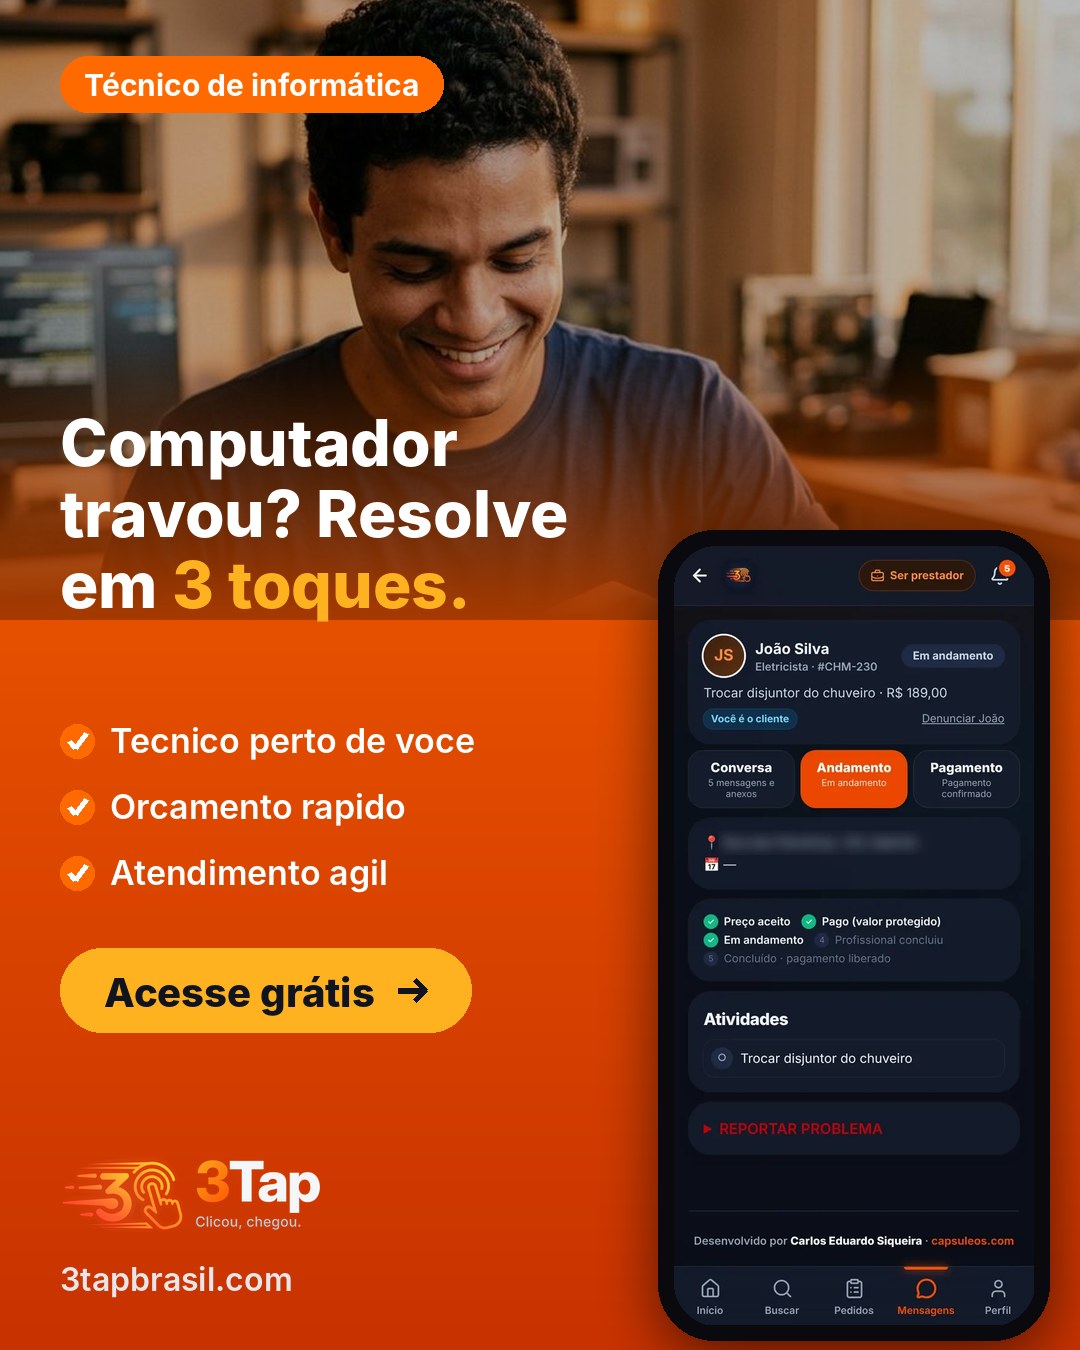 Técnico de informática
Computador
travou? Resolve
em 3 toques.
Tecnico perto de voce
Orcamento rapido
Atendimento agil
Acesse grátis →
3
3Tap
Clicou, chegou.
3tapbrasil.com
3
Ser prestador
5
JS
João Silva
Eletricista · #CHM-230
Em andamento
Trocar disjuntor do chuveiro · R$ 189,00
Você é o cliente
Denunciar João
Conversa
5 mensagens e
anexos
Andamento
Em andamento
Pagamento
Pagamento
confirmado
17 —
Preço aceito
Pago (valor protegido)
Em andamento
4 Profissional concluiu
5 Concluído · pagamento liberado
Atividades
Trocar disjuntor do chuveiro
REPORTAR PROBLEMA
Desenvolvido por Carlos Eduardo Siqueira · capsuleos.com
Início
Buscar
Pedidos
Mensagens
Perfil